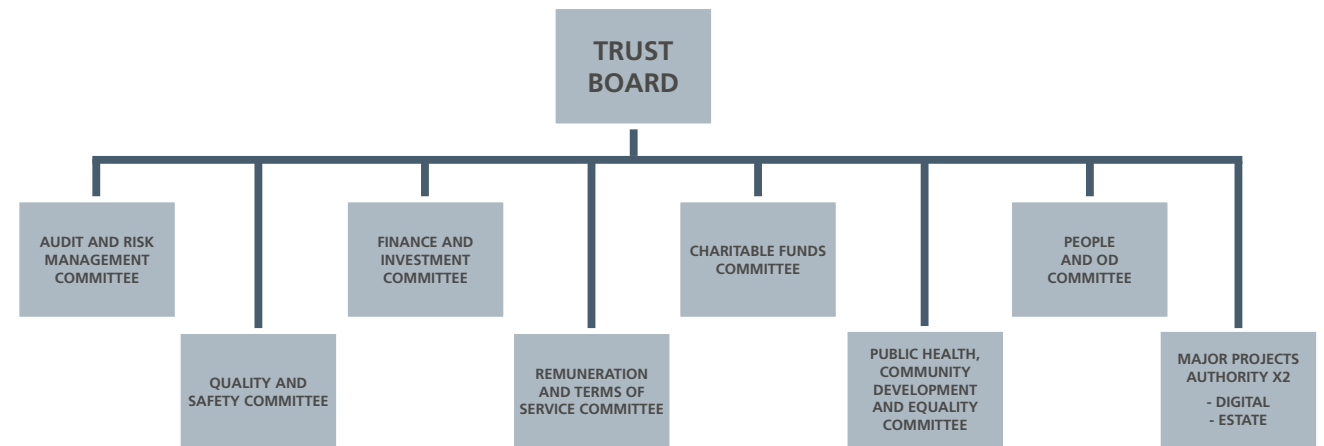 TRUST
BOARD
AUDIT AND RISK
MANAGEMENT
COMMITTEE
FINANCE AND
INVESTMENT
COMMITTEE
CHARITABLE FUNDS
COMMITTEE
PEOPLE
AND OD
COMMITTEE
QUALITY AND
SAFETY COMMITTEE
REMUNERATION
AND TERMS OF
SERVICE COMMITTEE
PUBLIC HEALTH,
COMMUNITY
DEVELOPMENT
AND EQUALITY
COMMITTEE
MAJOR PROJECTS
AUTHORITY X2
- DIGITAL
- ESTATE